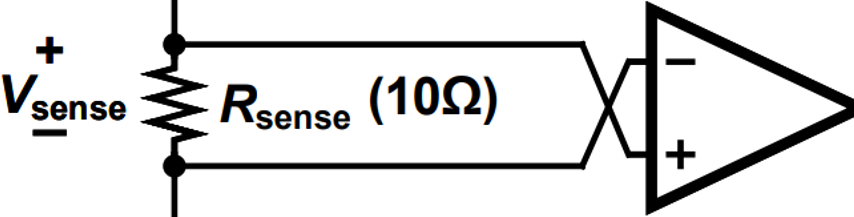 +
V_sense
−
R_sense (10Ω)
−
+